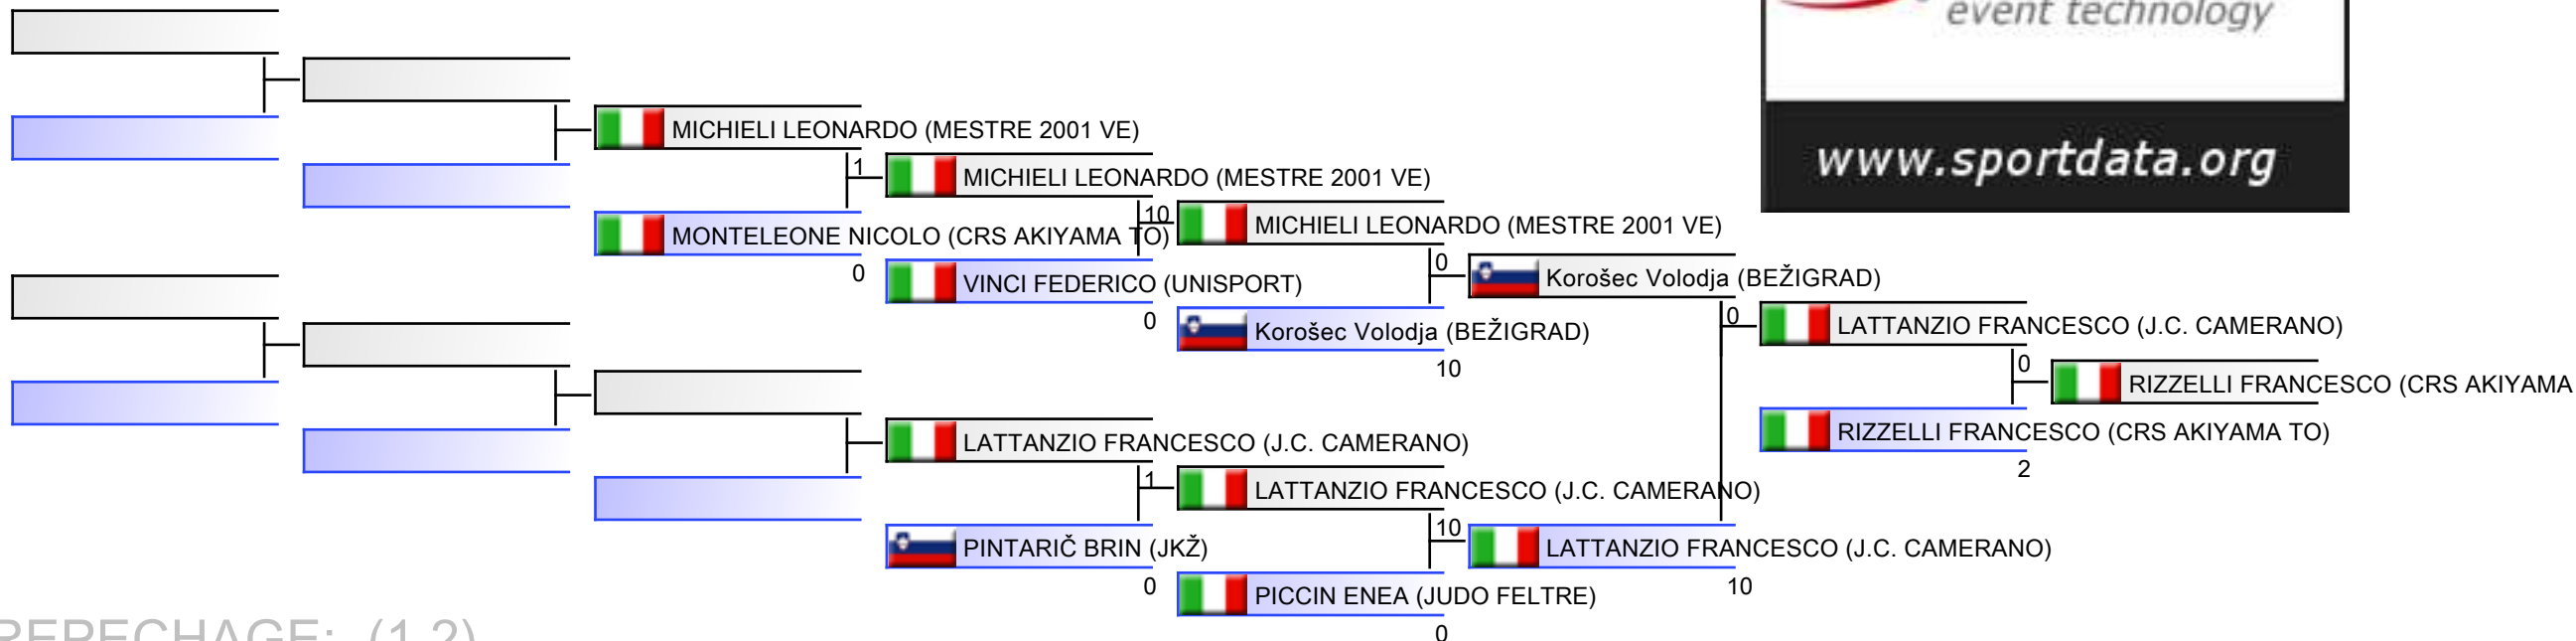 event technology
www.sportdata.org
MICHIELI LEONARDO (MESTRE 2001 VE)
1
MICHIELI LEONARDO (MESTRE 2001 VE)
10
MICHIELI LEONARDO (MESTRE 2001 VE)
MONTELEONE NICOLO (CRS AKIYAMA TO)
0
0
Korošec Volodja (BEŽIGRAD)
VINCI FEDERICO (UNISPORT)
0
Korošec Volodja (BEŽIGRAD)
10
0
LATTANZIO FRANCESCO (J.C. CAMERANO)
0
RIZZELLI FRANCESCO (CRS AKIYAMA
RIZZELLI FRANCESCO (CRS AKIYAMA TO)
2
LATTANZIO FRANCESCO (J.C. CAMERANO)
1
LATTANZIO FRANCESCO (J.C. CAMERANO)
10
PINTARIČ BRIN (JKŽ)
0
LATTANZIO FRANCESCO (J.C. CAMERANO)
10
PICCIN ENEA (JUDO FELTRE)
0
REPECHAGE: (1,2)